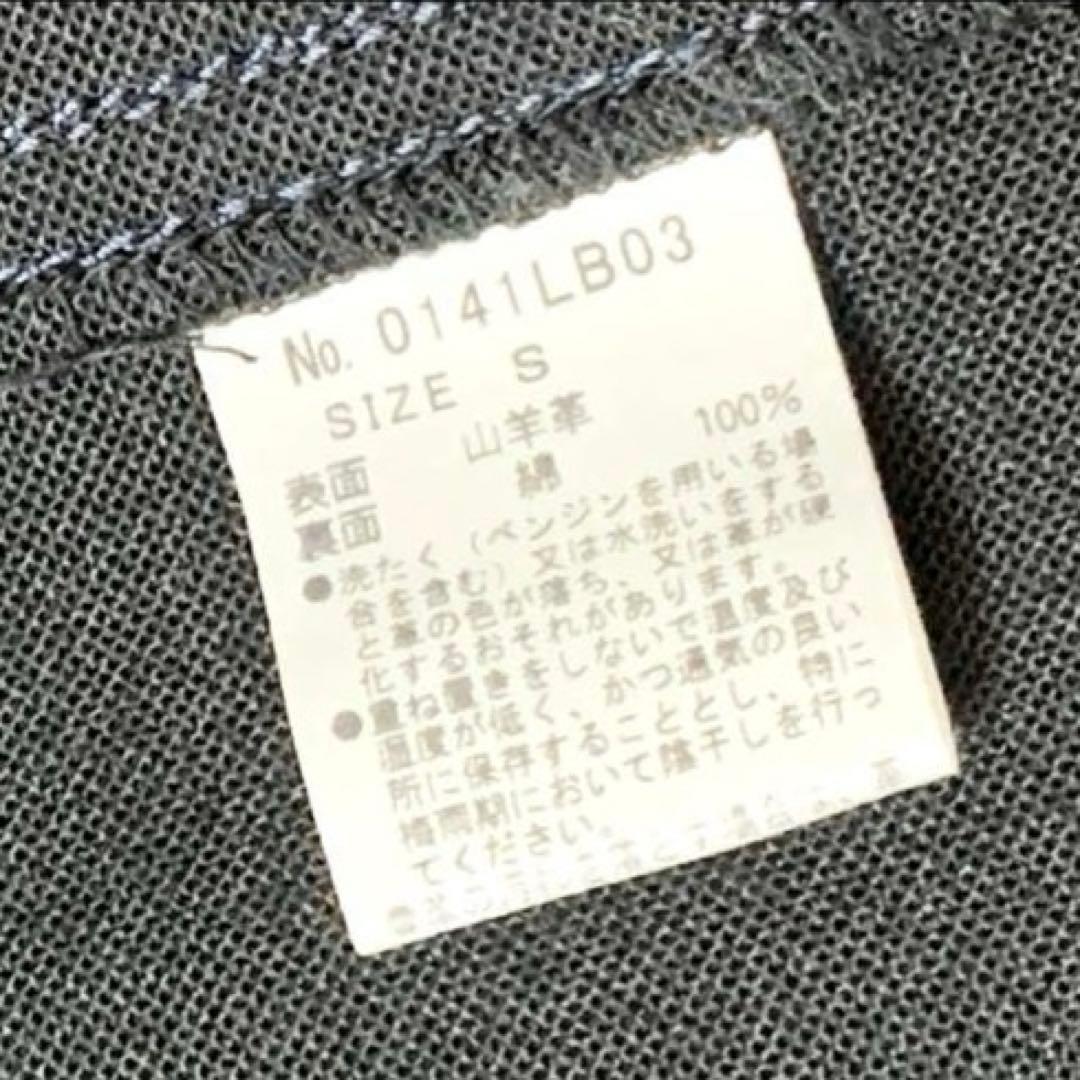 No. 0141LB03
SIZE S
表面 山羊革
裏面 綿 100%
●洗たく(ベンジンを用いる場
合を含む)又は水洗いをする
と革の色が落ち、又は革が硬
化するおそれがあります。
●重ね置きをしないで温度及び
湿度が低く、かつ通気の良い
所に保存することとし、特に
梅雨期において陰干しを行っ
てください。